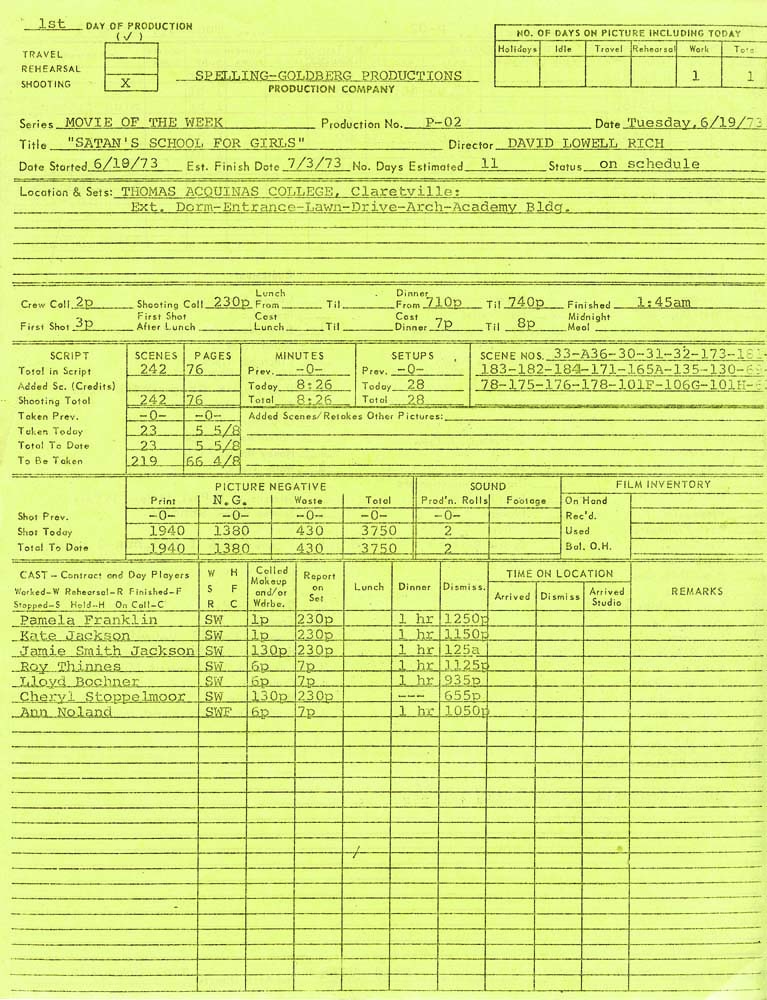 1st DAY OF PRODUCTION
(✓)
NO. OF DAYS ON PICTURE INCLUDING TODAY
TRAVEL
Holidays Idle Travel Rehearsal Work
REHEARSAL
SHOOTING X
1 1
SPELLING-GOLDBERG PRODUCTIONS
PRODUCTION COMPANY
Series MOVIE OF THE WEEK Production No. P-02 Date Tuesday, 6/19/73
Title "SATAN'S SCHOOL FOR GIRLS" Director DAVID LOWELL RICH
Date Started 6/19/73 Est. Finish Date 7/3/73 No. Days Estimated 11 Status on schedule
Location & Sets: THOMAS ACQUINAS COLLEGE, Claretville:
Ext. Dorm-Entrance-Lawn-Drive-Arch-Academy Bldg.
Crew Call 2p Shooting Call 230p Lunch From Til Dinner From 710p Til 740p Finished 1:45am
First Shot 3p First Shot After Lunch Cast Lunch Til Cast Dinner 7p Til 8p Midnight Meal
SCRIPT SCENES PAGES MINUTES SETUPS SCENE NOS. 33-A36-30-31-32-173-
Total in Script 242 76 Prev. -0- Prev. -0- 183-182-184-171-165A-135-130-
Added Sc. (Credits) Today 8:26 Today 28 78-175-176-178-101F-106G-101H-
Shooting Total 242 76 Total 8:26 Total 28
Taken Prev. -0- -0- Added Scenes/Retakes Other Pictures:
Taken Today 23 5 5/8
Total To Date 23 5 5/8
To Be Taken 219 66 4/8
PICTURE NEGATIVE SOUND FILM INVENTORY
Print N.G. Waste Total Prod'n. Rolls Footage On Hand
Shot Prev. -0- -0- -0- -0- -0- Rec'd.
Shot Today 1940 1380 430 3750 2 Used
Total To Date 1940 1380 430 3750 2 Bal. O.H.
CAST - Contract and Day Players W H Called Makeup and/or Wdrbe. Report on Set Lunch Dinner Dismiss. TIME ON LOCATION REMARKS
Worked-W Rehearsal-R Finished-F S F Arrived Dismiss Arrived Studio
Stopped-S Held-H On Call-C R C
Pamela Franklin SW 1p 230p 1 hr 1250p
Kate Jackson SW 1p 230p 1 hr 1150p
Jamie Smith Jackson SW 130p 230p 1 hr 125a
Roy Thinnes SW 6p 7p 1 hr 1125p
Lloyd Bochner SW 6p 7p 1 hr 935p
Cheryl Stoppelmoor SW 130p 230p --- 655p
Ann Noland SWF 6p 7p 1 hr 1050p